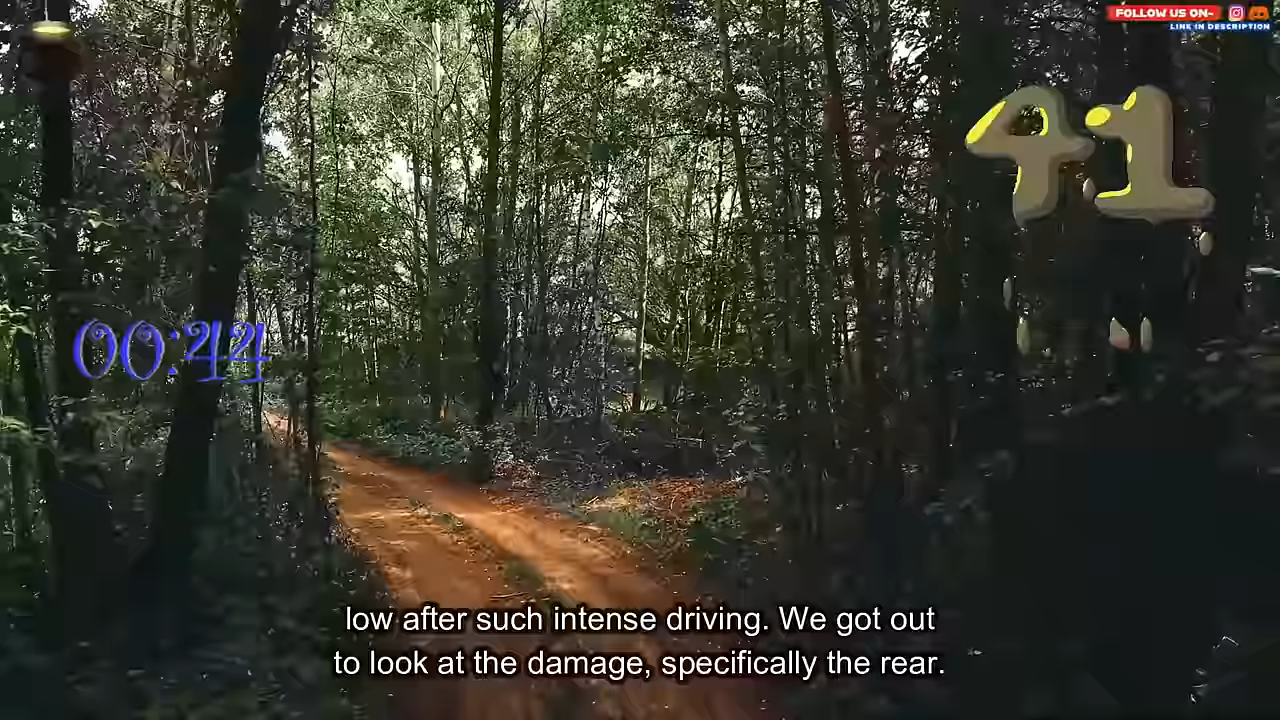 FOLLOW US ON-
LINK IN DESCRIPTION
41
00:44
low after such intense driving. We got out
to look at the damage, specifically the rear.